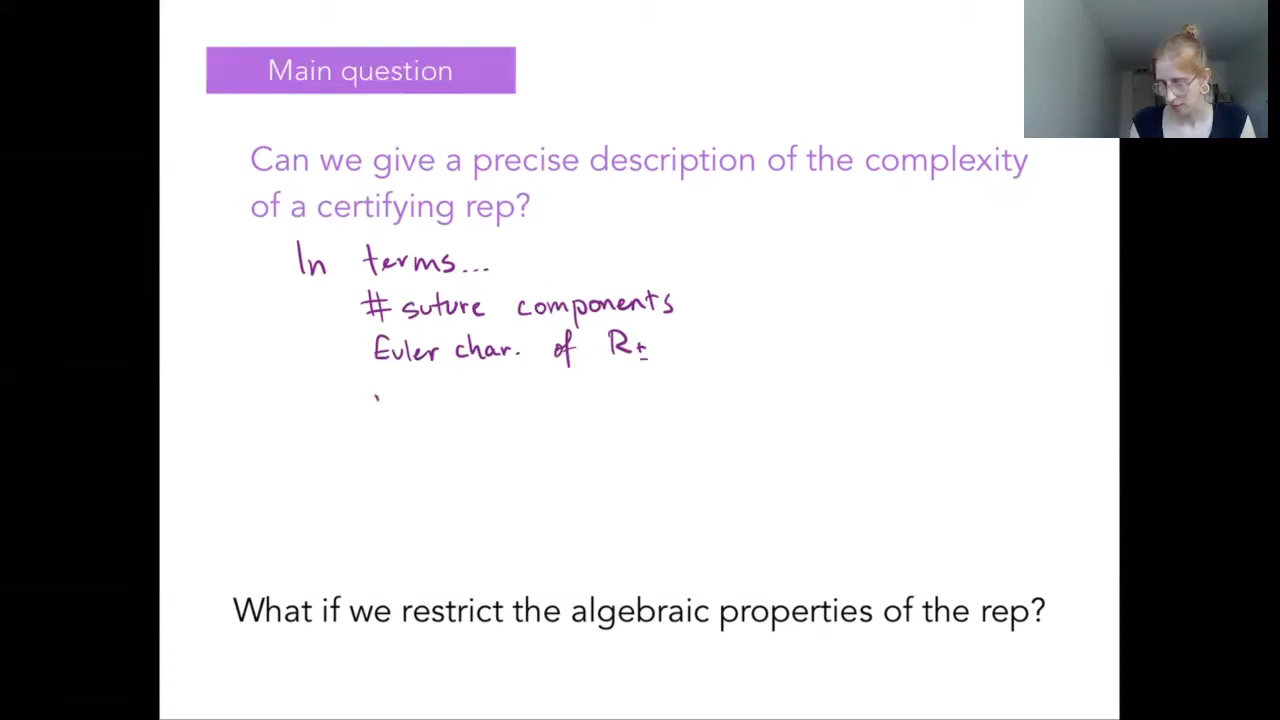 Main question
Can we give a precise description of the complexity
of a certifying rep?
In terms...
# suture components
Euler char. of R±
What if we restrict the algebraic properties of the rep?